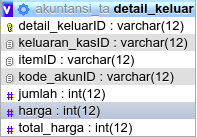 v akuntansi_ta detail_keluar
detail_keluarID : varchar(12)
keluaran_kasID : varchar(12)
itemID : varchar(12)
kode_akunID : varchar(12)
jumlah : int(12)
harga : int(12)
total_harga : int(12)